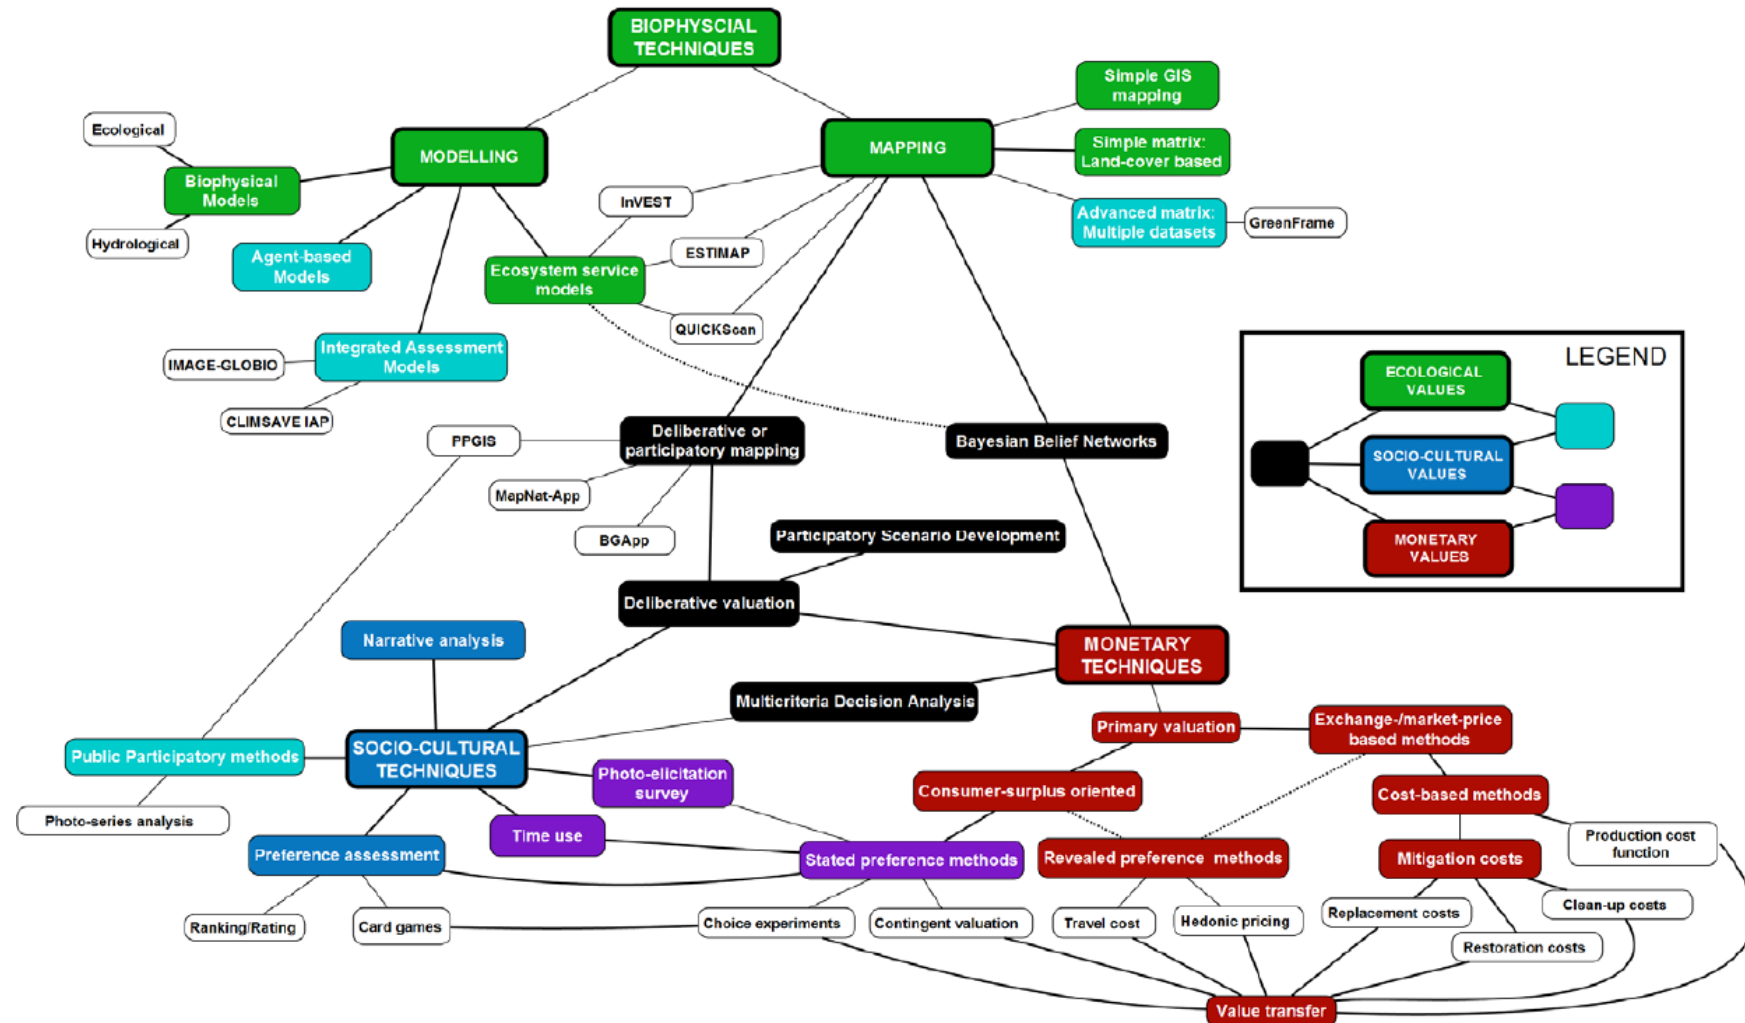 BIOPHYSCIAL
TECHNIQUES
Simple GIS
mapping
Ecological
MODELLING
MAPPING
Simple matrix:
Land-cover based
Biophysical
Models
InVEST
Advanced matrix:
Multiple datasets
GreenFrame
Hydrological
Agent-based
Models
ESTIMAP
Ecosystem service
models
QUICKScan
IMAGE-GLOBIO
Integrated Assessment
Models
CLIMSAVE IAP
LEGEND
ECOLOGICAL
VALUES
SOCIO-CULTURAL
VALUES
MONETARY
VALUES
PPGIS
Deliberative or
participatory mapping
Bayesian Belief Networks
MapNat-App
BGApp
Participatory Scenario Development
Deliberative valuation
Narrative analysis
MONETARY
TECHNIQUES
Multicriteria Decision Analysis
Primary valuation
Exchange-/market-price
based methods
Public Participatory methods
SOCIO-CULTURAL
TECHNIQUES
Photo-elicitation
survey
Consumer-surplus oriented
Cost-based methods
Photo-series analysis
Time use
Production cost
function
Preference assessment
Stated preference methods
Revealed preference methods
Mitigation costs
Ranking/Rating
Card games
Choice experiments
Contingent valuation
Travel cost
Hedonic pricing
Replacement costs
Clean-up costs
Restoration costs
Value transfer